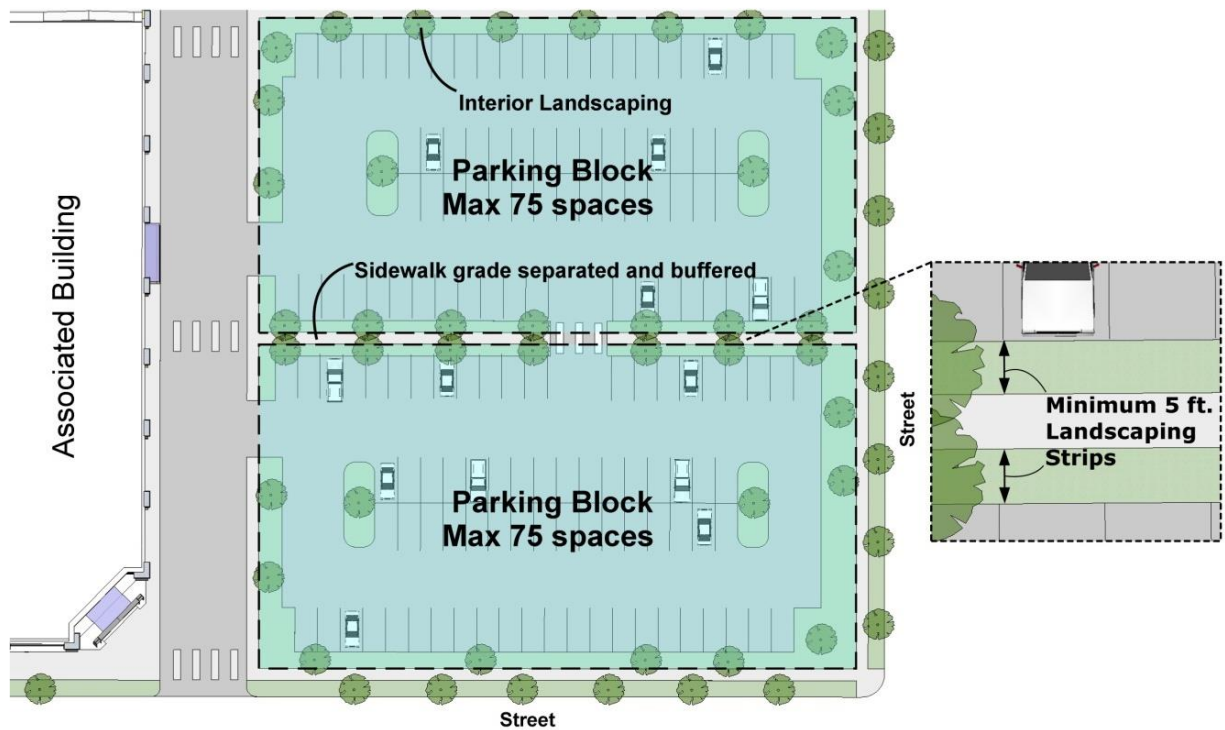 Interior Landscaping
Parking Block
Max 75 spaces
Associated Building
Sidewalk grade separated and buffered
Street
Minimum 5 ft.
Landscaping
Strips
Parking Block
Max 75 spaces
Street